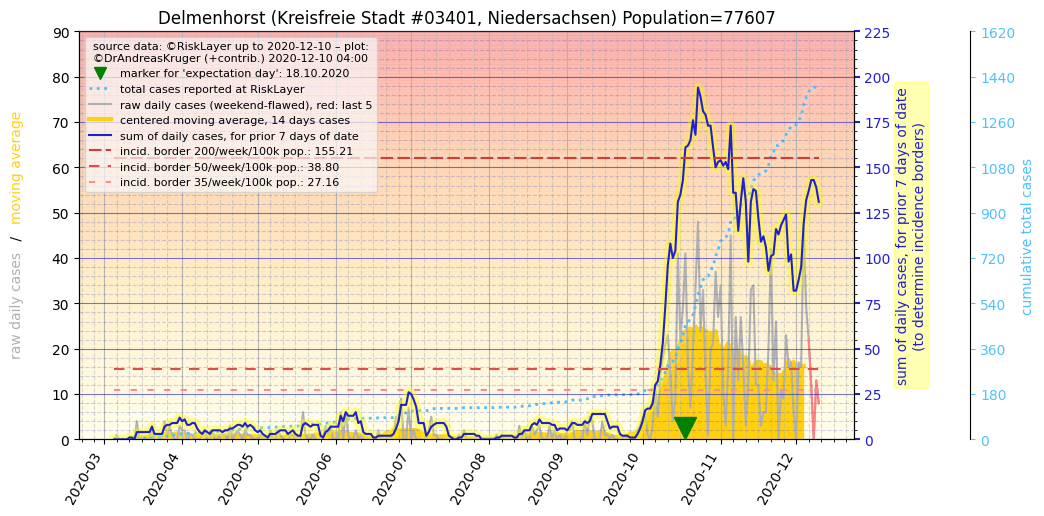 Delmenhorst (Kreisfreie Stadt #03401, Niedersachsen) Population=77607
source data: ©RiskLayer up to 2020-12-10 – plot:
©DrAndreasKruger (+contrib.) 2020-12-10 04:00
marker for 'expectation day': 18.10.2020
total cases reported at RiskLayer
raw daily cases (weekend-flawed), red: last 5
centered moving average, 14 days cases
sum of daily cases, for prior 7 days of date
incid. border 200/week/100k pop.: 155.21
incid. border 50/week/100k pop.: 38.80
incid. border 35/week/100k pop.: 27.16
raw daily cases / moving average
90
80
70
60
50
40
30
20
10
0
225
200
175
150
125
100
75
50
25
0
sum of daily cases, for prior 7 days of date
(to determine incidence borders)
1620
1440
1260
1080
900
720
540
360
180
0
cumulative total cases
2020-03
2020-04
2020-05
2020-06
2020-07
2020-08
2020-09
2020-10
2020-11
2020-12